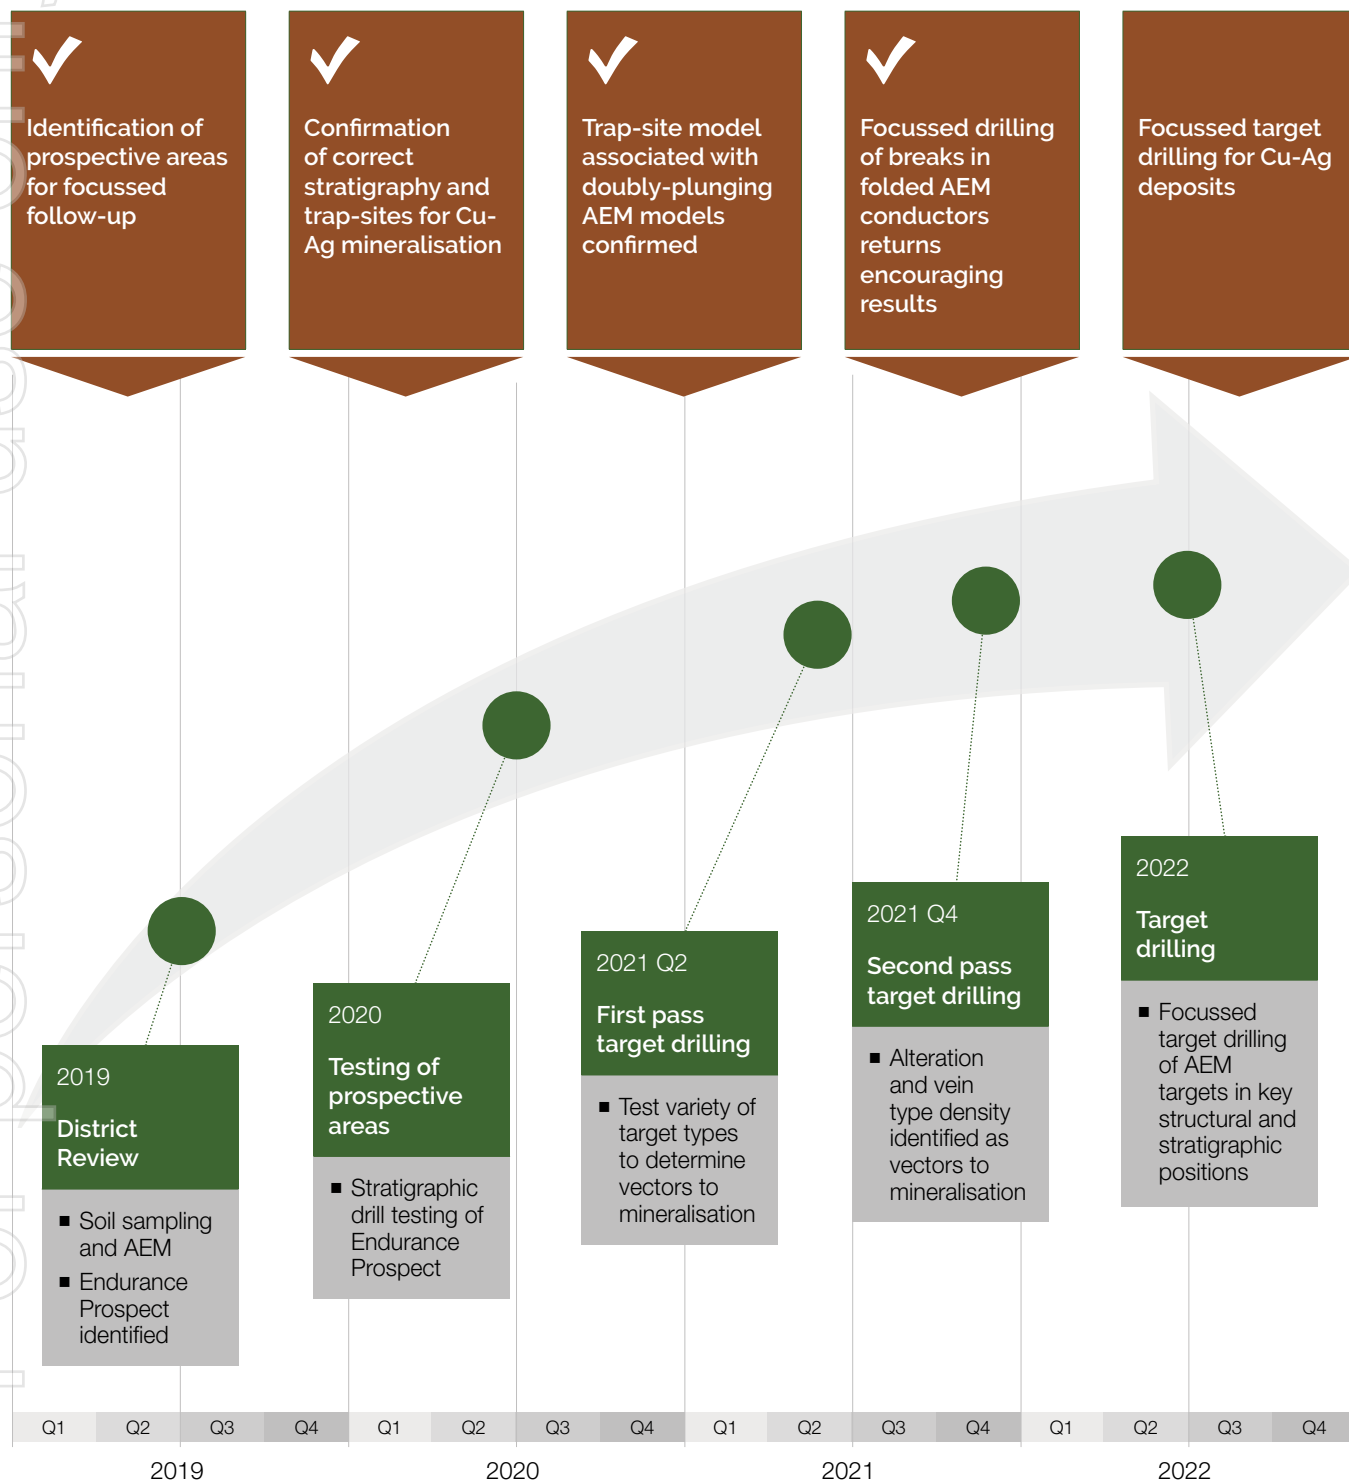 Identification of
prospective areas
for focussed
follow-up
Confirmation
of correct
stratigraphy and
trap-sites for Cu-
Ag mineralisation
Trap-site model
associated with
doubly-plunging
AEM models
confirmed
Focussed drilling
of breaks in
folded AEM
conductors
returns
encouraging
results
Focussed target
drilling for Cu-Ag
deposits
2019
District
Review
■ Soil sampling
and AEM
■ Endurance
Prospect
identified
2020
Testing of
prospective
areas
■ Stratigraphic
drill testing of
Endurance
Prospect
2021 Q2
First pass
target drilling
■ Test variety of
target types
to determine
vectors to
mineralisation
2021 Q4
Second pass
target drilling
■ Alteration
and vein
type density
identified as
vectors to
mineralisation
2022
Target
drilling
■ Focussed
target drilling
of AEM
targets in key
structural and
stratigraphic
positions
Q1 Q2 Q3 Q4 Q1 Q2 Q3 Q4 Q1 Q2 Q3 Q4 Q1 Q2 Q3 Q4
2019 2020 2021 2022
For personal use only